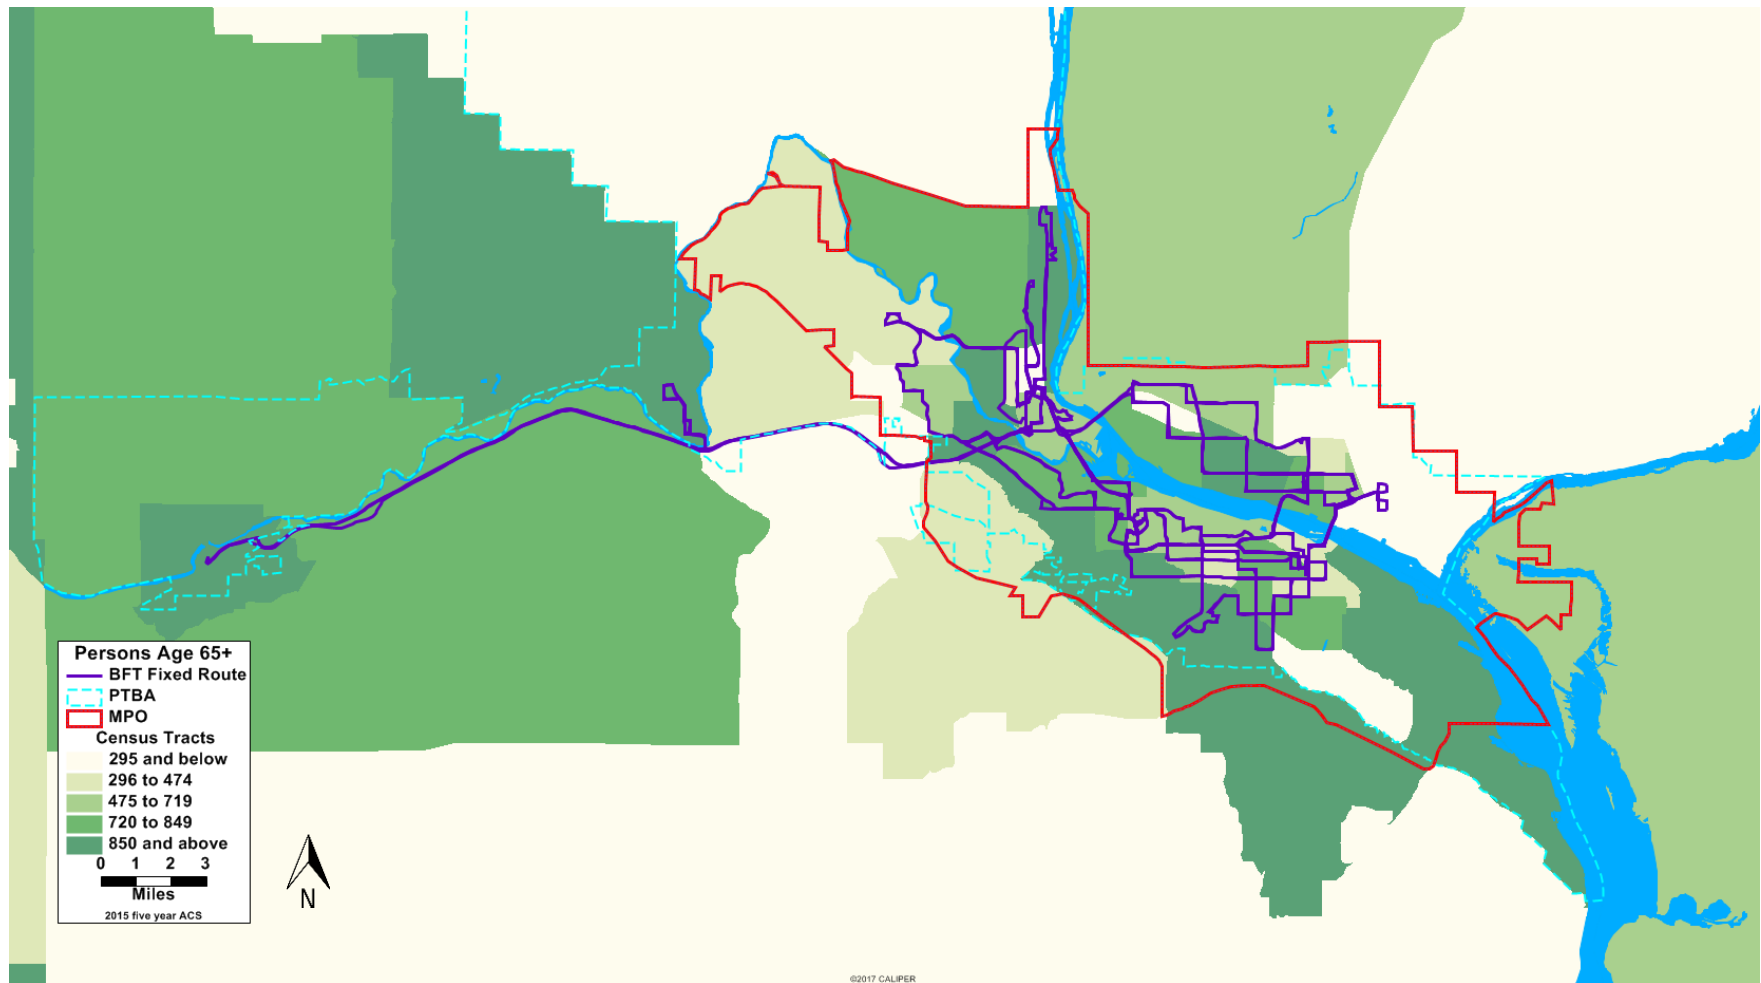 Persons Age 65+
BFT Fixed Route
PTBA
MPO
Census Tracts
295 and below
296 to 474
475 to 719
720 to 849
850 and above
0 1 2 3
Miles
2015 five year ACS
N
©2017 CALIPER